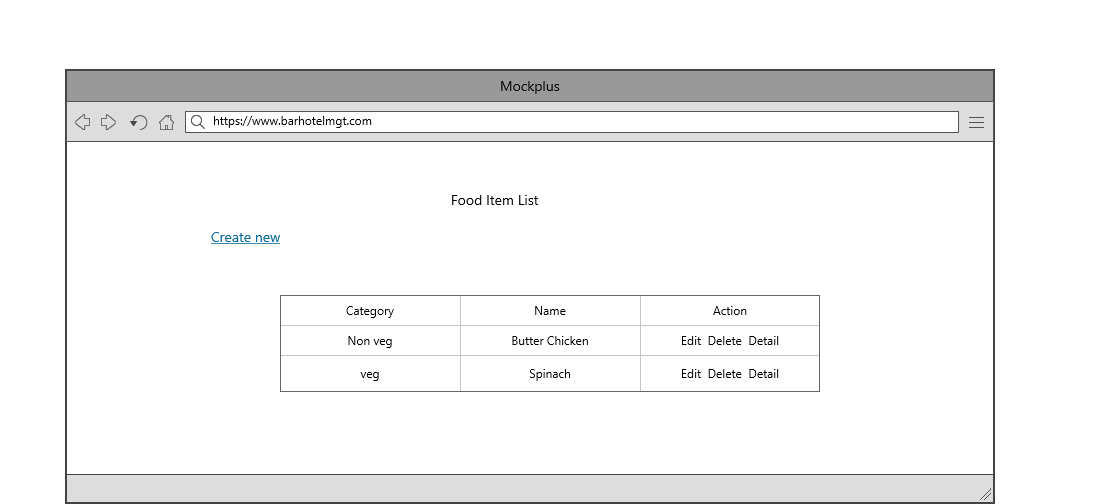 Mockplus
https://www.barhotelmgt.com
Food Item List
Create new
Category Name Action
Non veg Butter Chicken Edit Delete Detail
veg Spinach Edit Delete Detail